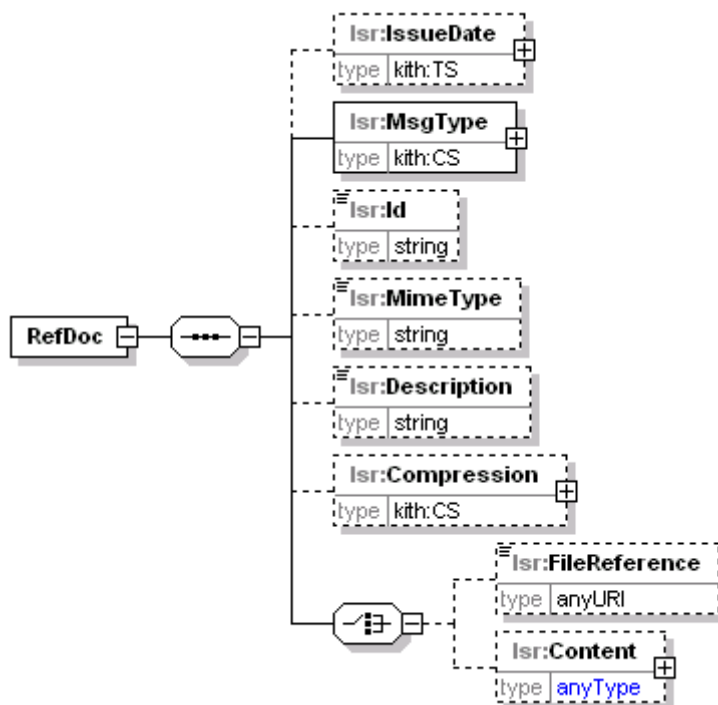 lsr:IssueDate
type kith:TS
lsr:MsgType
type kith:CS
lsr:Id
type string
lsr:MimeType
type string
RefDoc
lsr:Description
type string
lsr:Compression
type kith:CS
lsr:FileReference
type anyURI
lsr:Content
type anyType